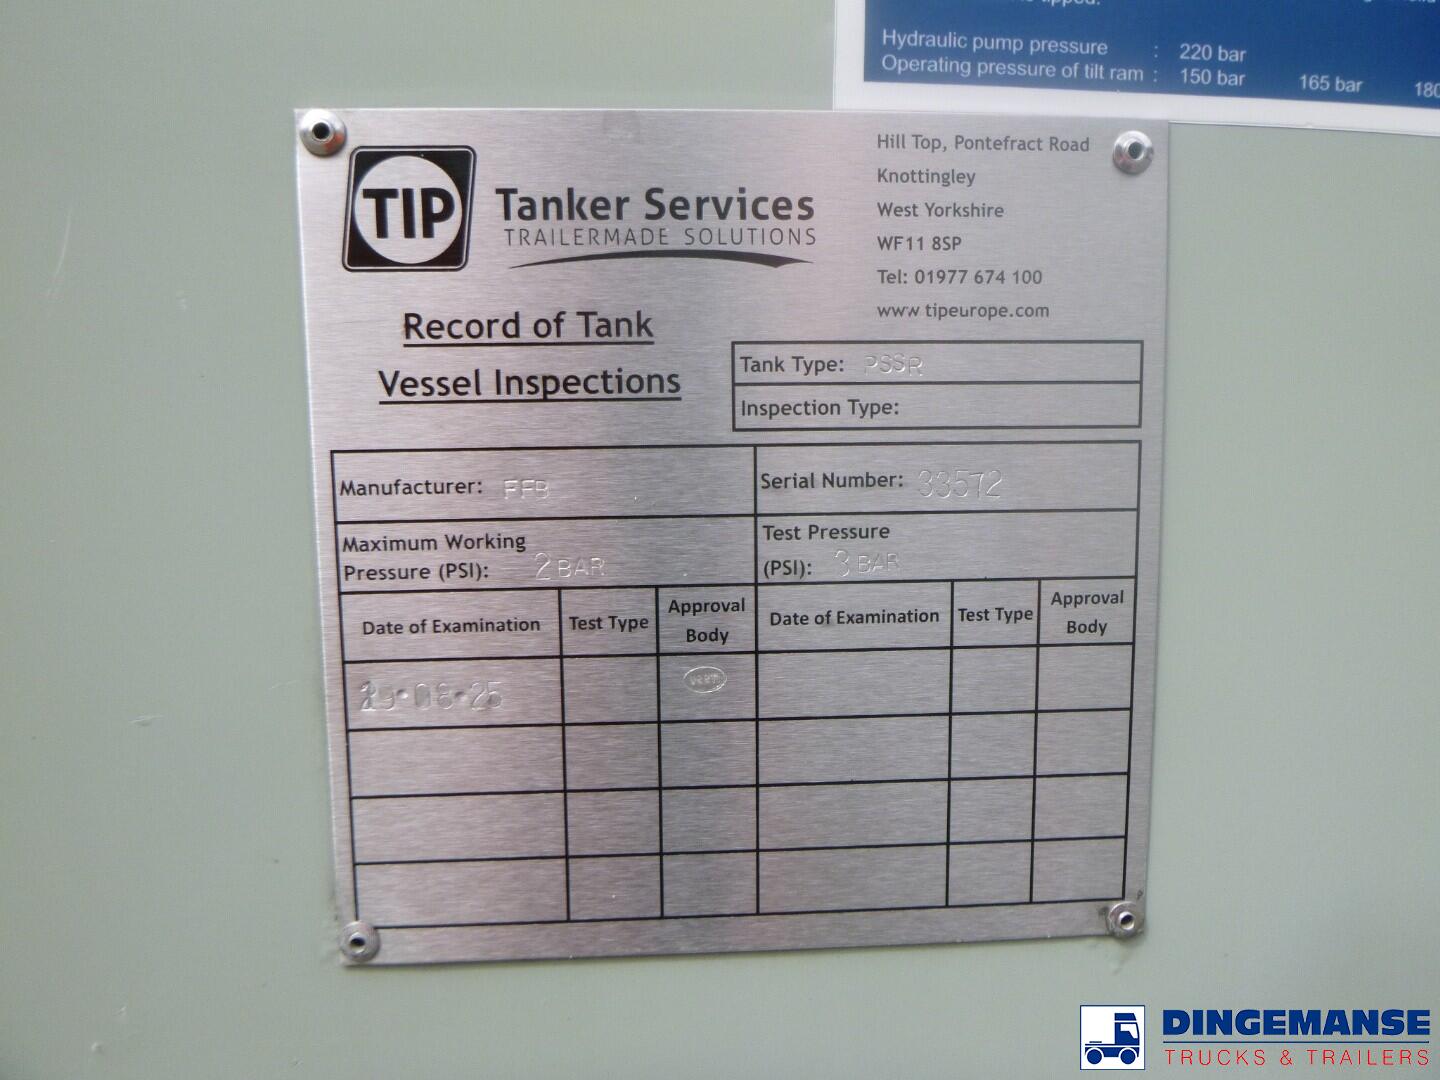 Hydraulic pump pressure : 220 bar
Operating pressure of tilt ram : 150 bar 165 bar 180
TIP
Tanker Services
TRAILERMADE SOLUTIONS
Hill Top, Pontefract Road
Knottingley
West Yorkshire
WF11 8SP
Tel: 01977 674 100
www tipeurope.com
Record of Tank
Vessel Inspections
Tank Type: PSSR
Inspection Type:
Manufacturer: FFB
Serial Number: 33572
Maximum Working
Pressure (PSI): 2 BAR
Test Pressure
(PSI): 3 BAR
Date of Examination
Test Type
Approval
Body
Date of Examination
Test Type
Approval
Body
29·08·25
DINGEMANSE
TRUCKS & TRAILERS